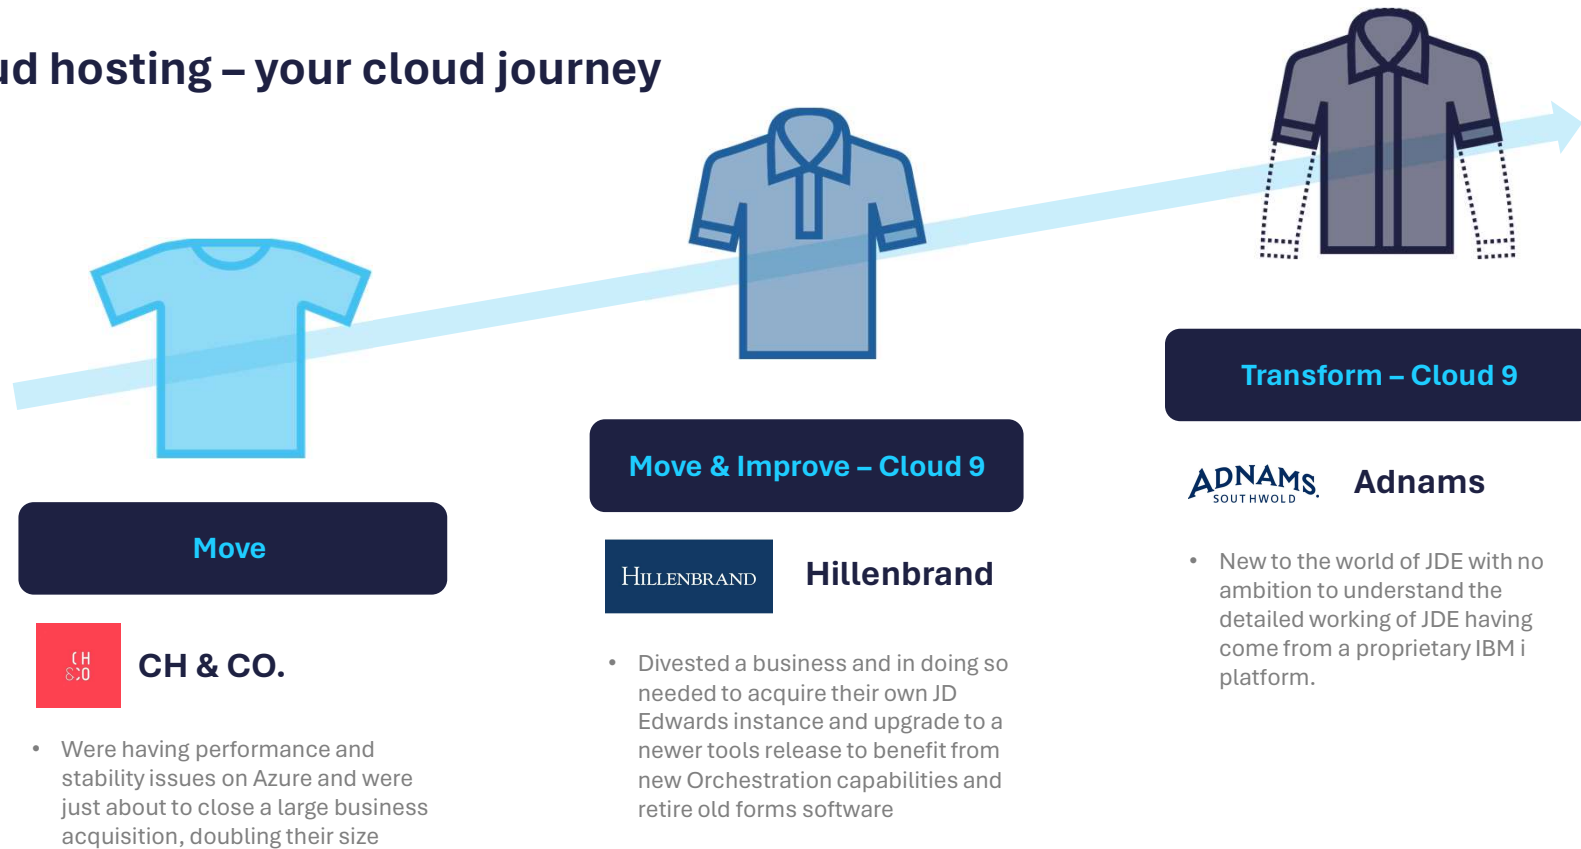 ud hosting – your cloud journey
Move
CH
&CO
CH & CO.
• Were having performance and
stability issues on Azure and were
just about to close a large business
acquisition, doubling their size
Move & Improve – Cloud 9
HILLENBRAND
Hillenbrand
• Divested a business and in doing so
needed to acquire their own JD
Edwards instance and upgrade to a
newer tools release to benefit from
new Orchestration capabilities and
retire old forms software
Transform – Cloud 9
ADNAMS
SOUTHWOLD
Adnams
• New to the world of JDE with no
ambition to understand the
detailed working of JDE having
come from a proprietary IBM i
platform.